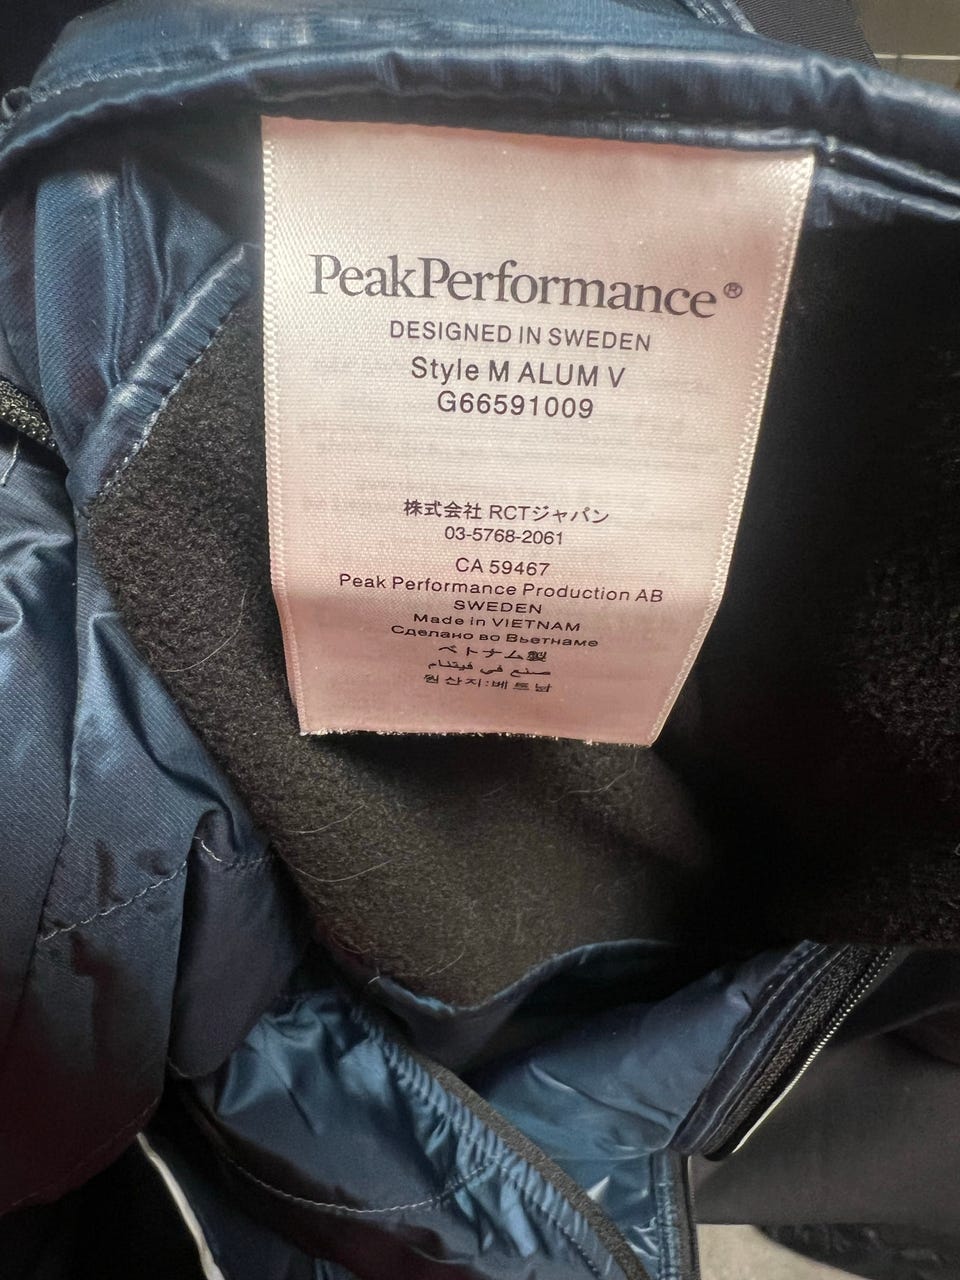 PeakPerformance®
DESIGNED IN SWEDEN
Style M ALUM V
G66591009
株式会社 RCTジャパン
03-5768-2061
CA 59467
Peak Performance Production AB
SWEDEN
Made in VIETNAM
Сделано во Вьетнаме
ベトナム製
صنع في فيتنام
원산지:베트남